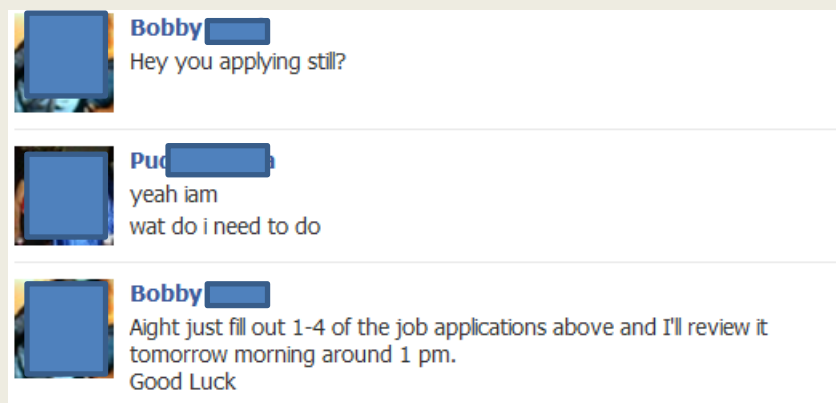 Bobby
Hey you applying still?
yeah iam
wat do i need to do
Bobby
Aight just fill out 1-4 of the job applications above and I'll review it
tomorrow morning around 1 pm.
Good Luck